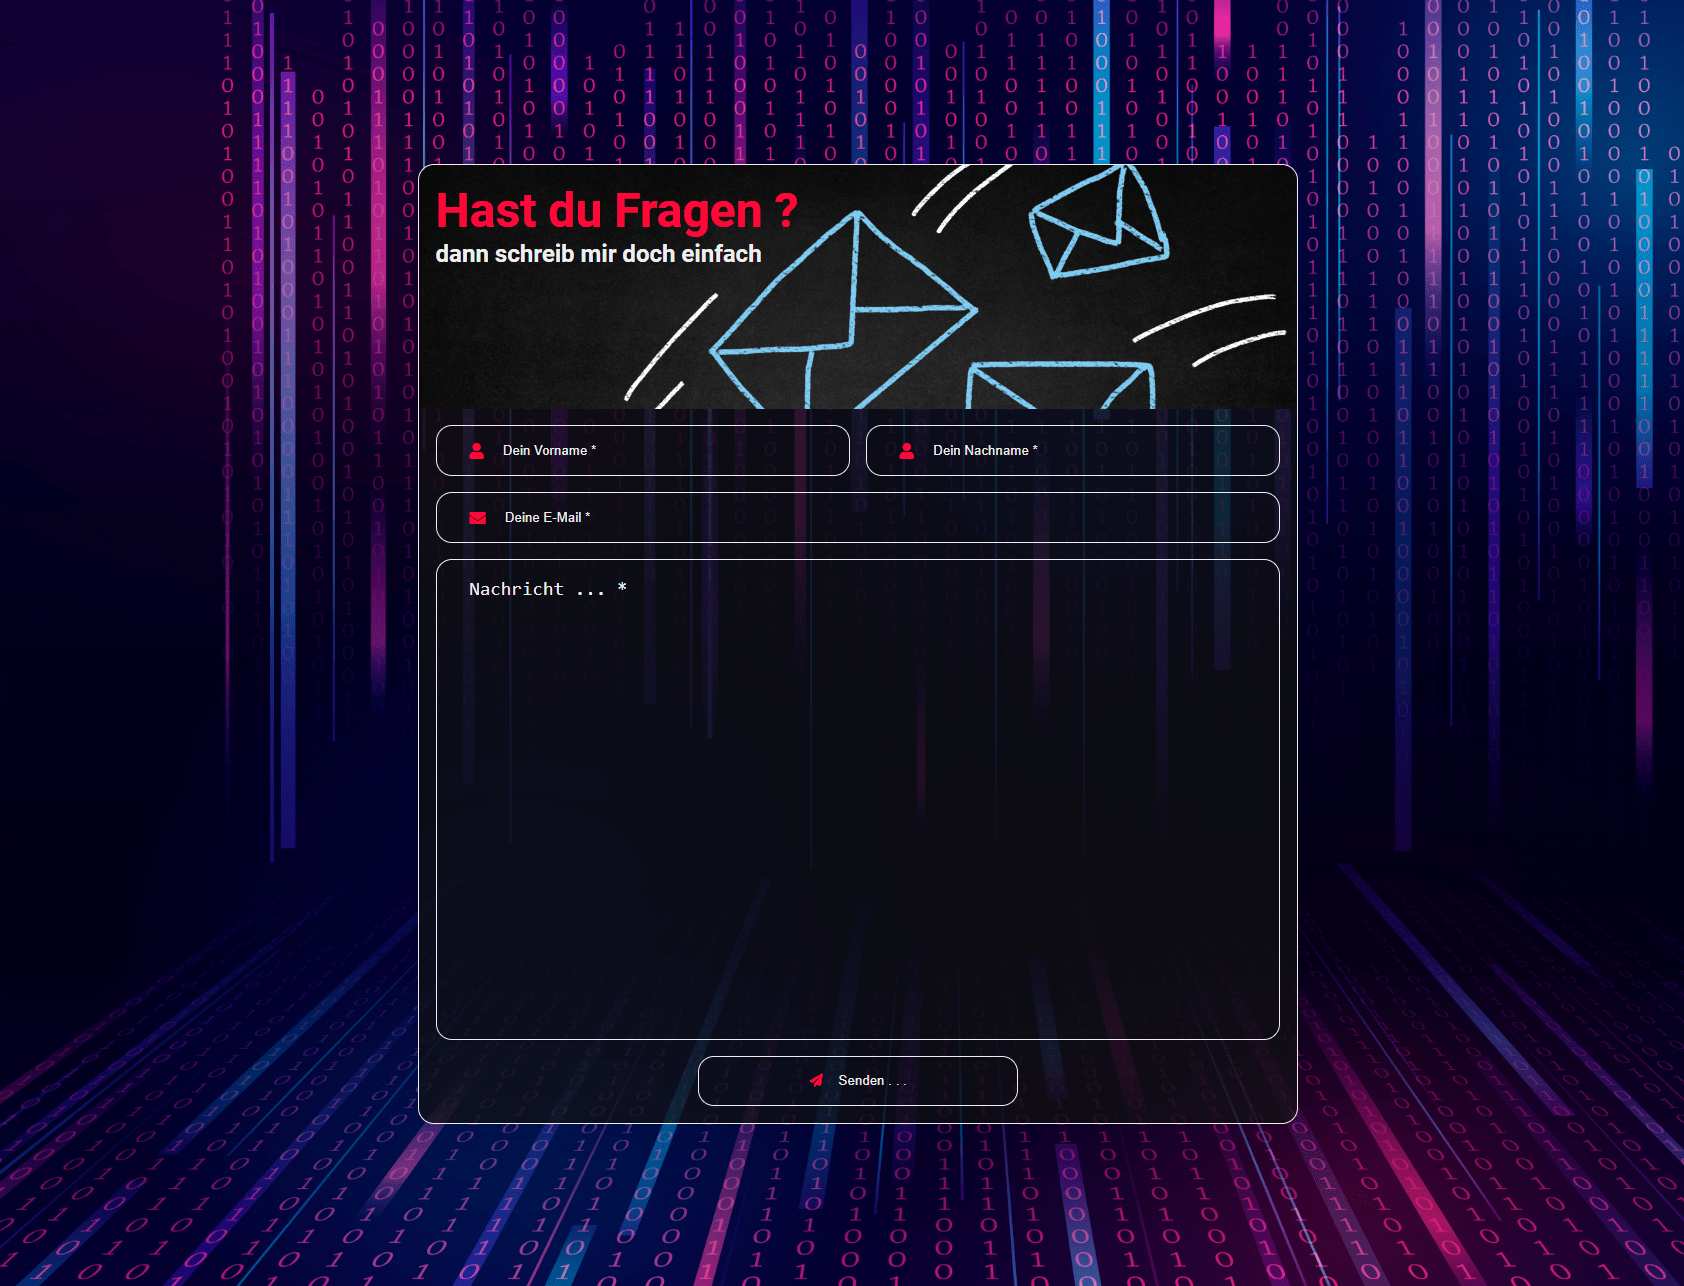 Hast du Fragen ?
dann schreib mir doch einfach
Dein Vorname *
Dein Nachname *
Deine E-Mail *
Nachricht ... *
Senden . . .